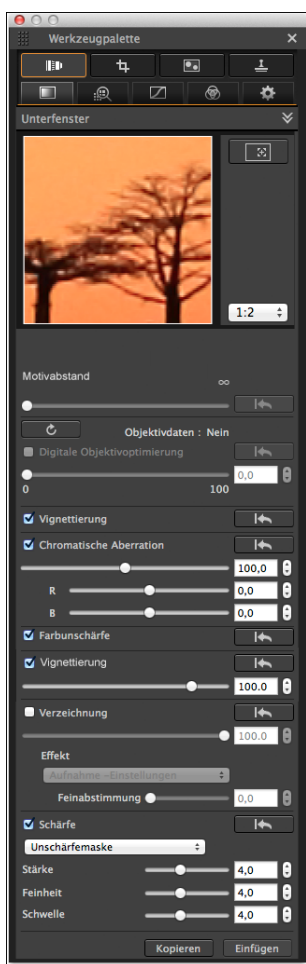 Werkzeugpalette
Unterfenster
1:2
Motivabstand
∞
Objektivdaten : Nein
Digitale Objektivoptimierung
0,0
0 100
Vignettierung
Chromatische Aberration
100,0
R 0,0
B 0,0
Farbunschärfe
Vignettierung
100.0
Verzeichnung
100.0
Effekt
Aufnahme -Einstellungen
Feinabstimmung 0,0
Schärfe
Unschärfemaske
Stärke 4,0
Feinheit 4,0
Schwelle 4,0
Kopieren Einfügen